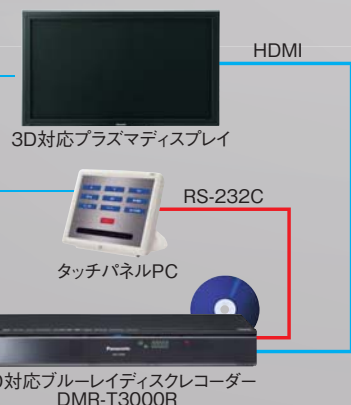 HDMI
3D対応プラズマディスプレイ
RS-232C
タッチパネルPC
Panasonic
D対応ブルーレイディスクレコーダー
DMR-T3000R